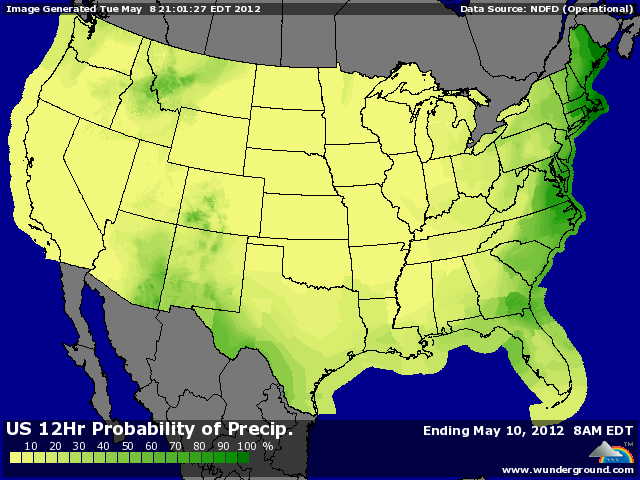 Image Generated Tue May 8 21:01:27 EDT 2012 Data Source: NDFD (Operational)
US 12Hr Probability of Precip. Ending May 10, 2012 8AM EDT
10 20 30 40 50 60 70 80 90 100 %
TM
www.wunderground.com